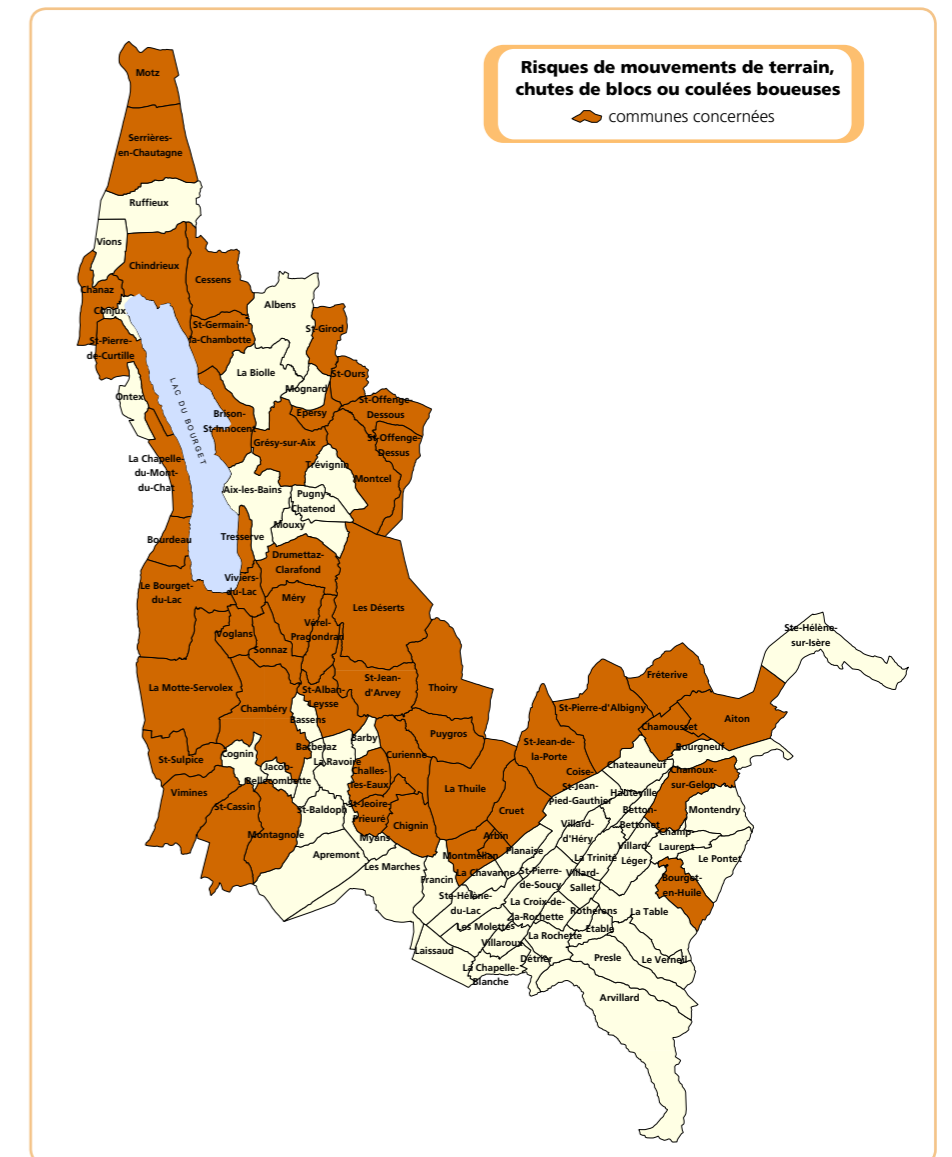 Risques de mouvements de terrain,
chutes de blocs ou coulées boueuses
communes concernées
Motz
Serrières-
en-Chautagne
Ruffieux
Vions
Chindrieux
Cessens
Chanaz
Conjux
Albens
St-Germain-
la-Chambotte
St-Girod
St-Pierre-
de-Curtille
La Biolle
Mognard
St-Ours
Ontex
LAC DU BOURGET
Brison-
St-Innocent
Epersy
St-Offenge-
Dessous
St-Offenge-
Dessus
Grésy-sur-Aix
La Chapelle-
du-Mont-
du-Chat
Trévignin
Montcel
Aix-les-Bains
Pugny-
Chatenod
Mouxy
Bourdeau
Tresserve
Drumettaz-
Clarafond
Le Bourget-
du-Lac
Viviers-
du-Lac
Méry
Les Déserts
Vérel-
Pragondran
Voglans
Sonnaz
Ste-Hélène-
sur-Isère
La Motte-Servolex
St-Alban-
Leysse
St-Jean-
d'Arvey
Thoiry
Fréterive
Chambéry
Bassens
St-Pierre-d'Albigny
Aiton
Chamousset
Puygros
Barby
Barberaz
St-Jean-
de-la-
Porte
Bourgneuf
St-Sulpice
Cognin
La Ravoire
Curienne
Chateauneuf
Jacob-
Bellecombette
Challes-
les-Eaux
Coise-
St-Jean-
Pied-Gauthier
Chamoux-
sur-Gelon
Vimines
St-Cassin
St-Baldoph
St-Jeoire-
Prieuré
La Thuile
Cruet
Hauteville
Betton-
Bettonet
Montendry
Montagnole
Chignin
Villard-
d'Héry
Champ-
Laurent
Myans
Arbin
Apremont
Les Marches
Montmélian
Planaise
La Trinité
Villard-
Léger
Le Pontet
Francin
La Chavanne
St-Pierre-
de-Soucy
Villard-
Sallet
Bourget-
en-Huile
Ste-Hélène-
du-Lac
La Croix-de-
la-Rochette
Rotherens
La Table
Les Molettes
Etable
Laissaud
Villaroux
La Rochette
Détrier
Presle
Le Verneil
La Chapelle-
Blanche
Arvillard